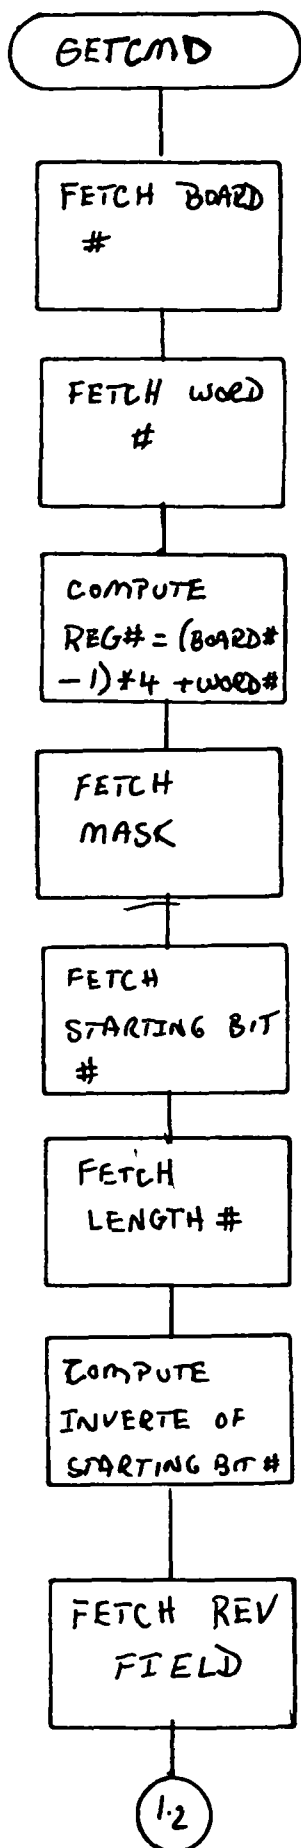 GETCMD
FETCH BOARD
#
FETCH WORD
#
COMPUTE
REG# = (BOARD#
-1)*4 + WORD#
FETCH
MASK
FETCH
STARTING BIT
#
FETCH
LENGTH #
COMPUTE
INVERTE OF
STARTING BIT #
FETCH REV
FIELD
1.2